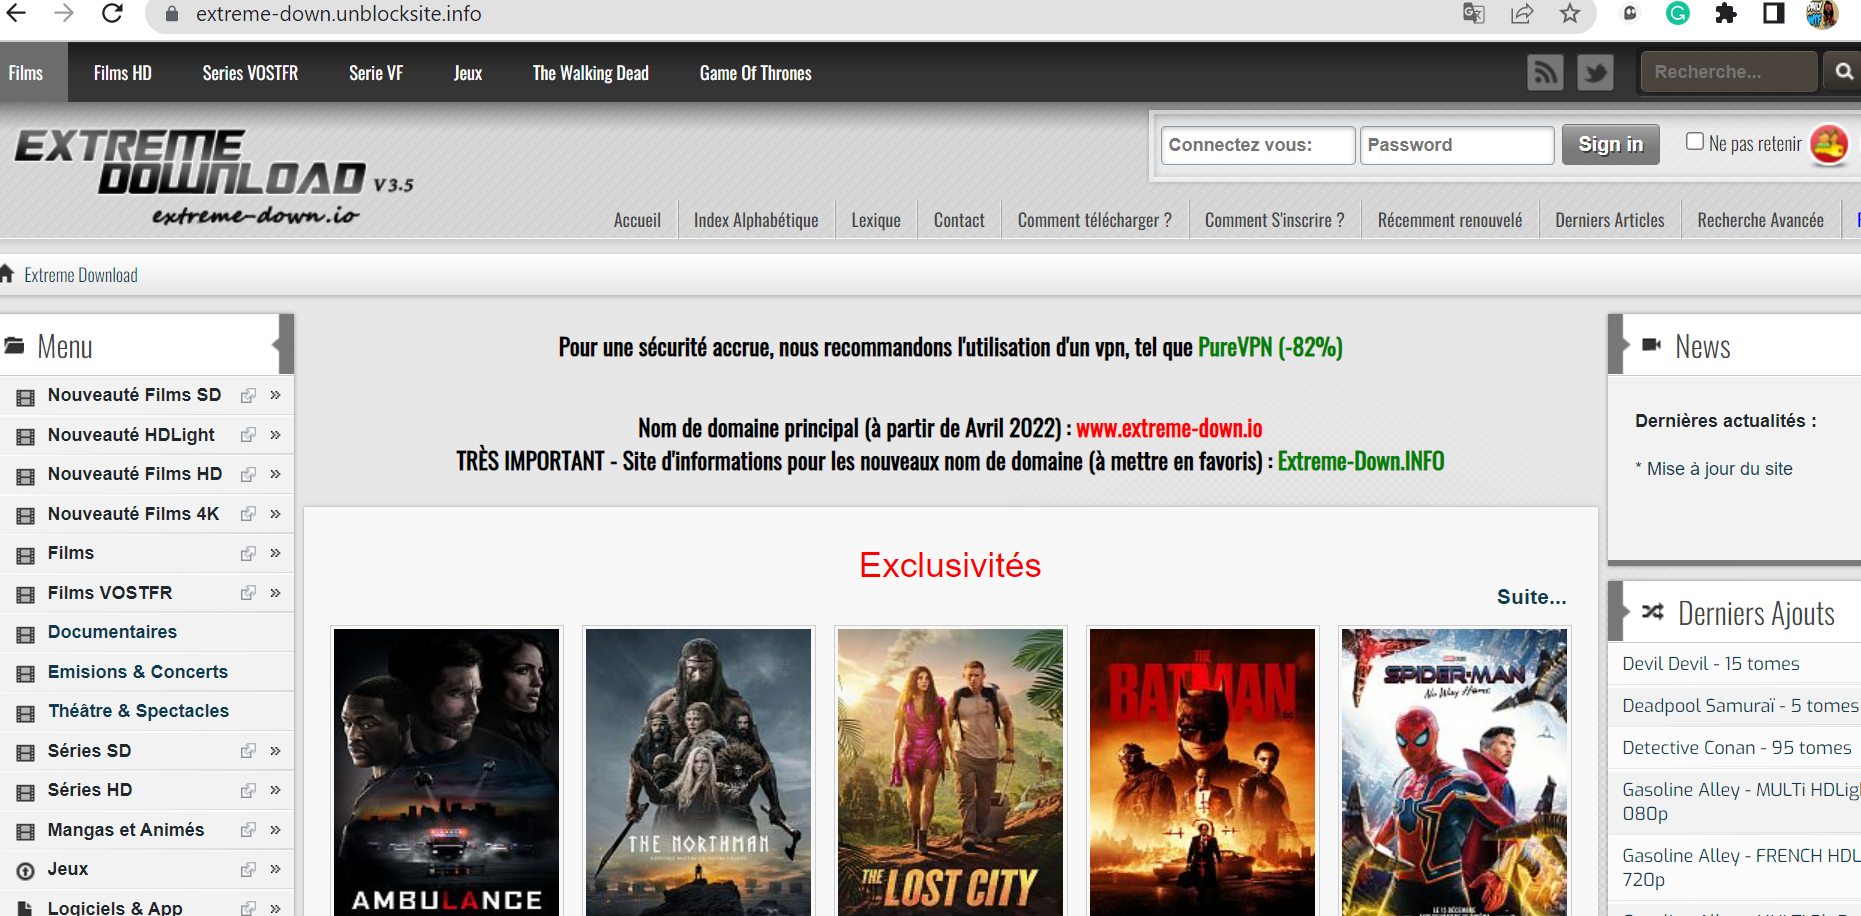 extreme-down.unblocksite.info
Films
Films HD
Series VOSTFR
Serie VF
Jeux
The Walking Dead
Game Of Thrones
Recherche...
EXTREME
DOWNLOAD V 3.5
extreme-down.io
Connectez vous:
Password
Sign in
Ne pas retenir
Accueil
Index Alphabétique
Lexique
Contact
Comment télécharger ?
Comment S'inscrire ?
Récemment renouvelé
Derniers Articles
Recherche Avancée
Extreme Download
Menu
Nouveauté Films SD
Nouveauté HDLight
Nouveauté Films HD
Nouveauté Films 4K
Films
Films VOSTFR
Documentaires
Emisions & Concerts
Théâtre & Spectacles
Séries SD
Séries HD
Mangas et Animés
Jeux
Logiciels & App
Pour une sécurité accrue, nous recommandons l'utilisation d'un vpn, tel que PureVPN (-82%)
Nom de domaine principal (à partir de Avril 2022) : www.extreme-down.io
TRÈS IMPORTANT - Site d'informations pour les nouveaux nom de domaine (à mettre en favoris) : Extreme-Down.INFO
Exclusivités
Suite...
AMBULANCE
THE NORTHMAN
THE LOST CITY
THE
BATMAN
SPIDER-MAN
No Way Home
LE 15 DÉCEMBRE
News
Dernières actualités :
* Mise à jour du site
Derniers Ajouts
Devil Devil - 15 tomes
Deadpool Samuraï - 5 tomes
Detective Conan - 95 tomes
Gasoline Alley - MULTi HDLig
080p
Gasoline Alley - FRENCH HDL
720p